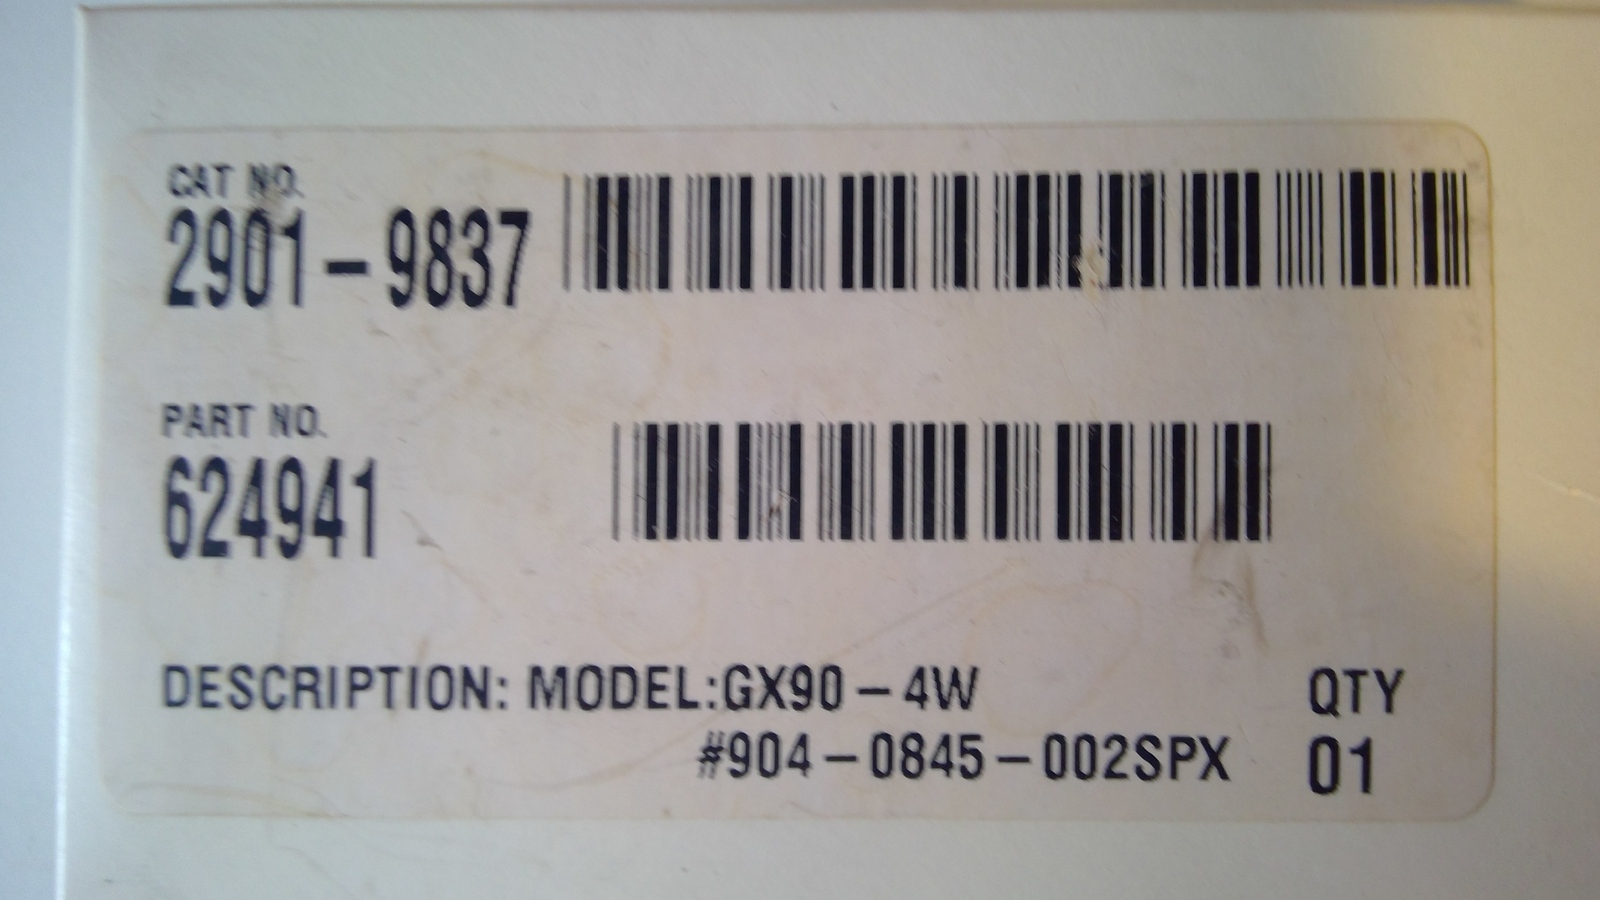 CAT NO.
2901-9837
PART NO.
624941
DESCRIPTION: MODEL:GX90-4W
#904-0845-002SPX
QTY
01